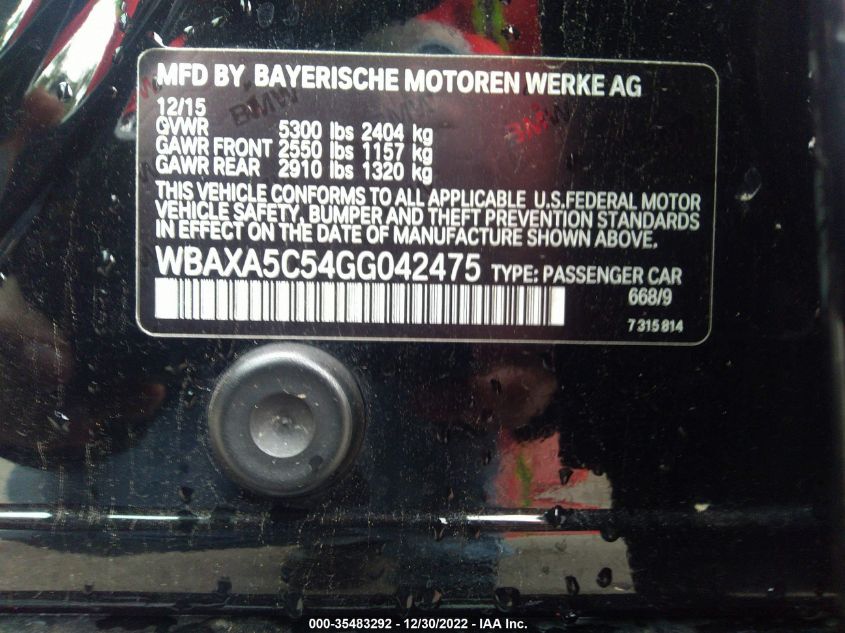 MFD BY BAYERISCHE MOTOREN WERKE AG
12/15
GVWR 5300 lbs 2404 kg
GAWR FRONT 2550 lbs 1157 kg
GAWR REAR 2910 lbs 1320 kg
THIS VEHICLE CONFORMS TO ALL APPLICABLE U.S.FEDERAL MOTOR
VEHICLE SAFETY, BUMPER AND THEFT PREVENTION STANDARDS
IN EFFECT ON THE DATE OF MANUFACTURE SHOWN ABOVE.
WBAXA5C54GG042475 TYPE: PASSENGER CAR
668/9
7 315 814
BMW
BMW
000-35483292 - 12/30/2022 - IAA Inc.